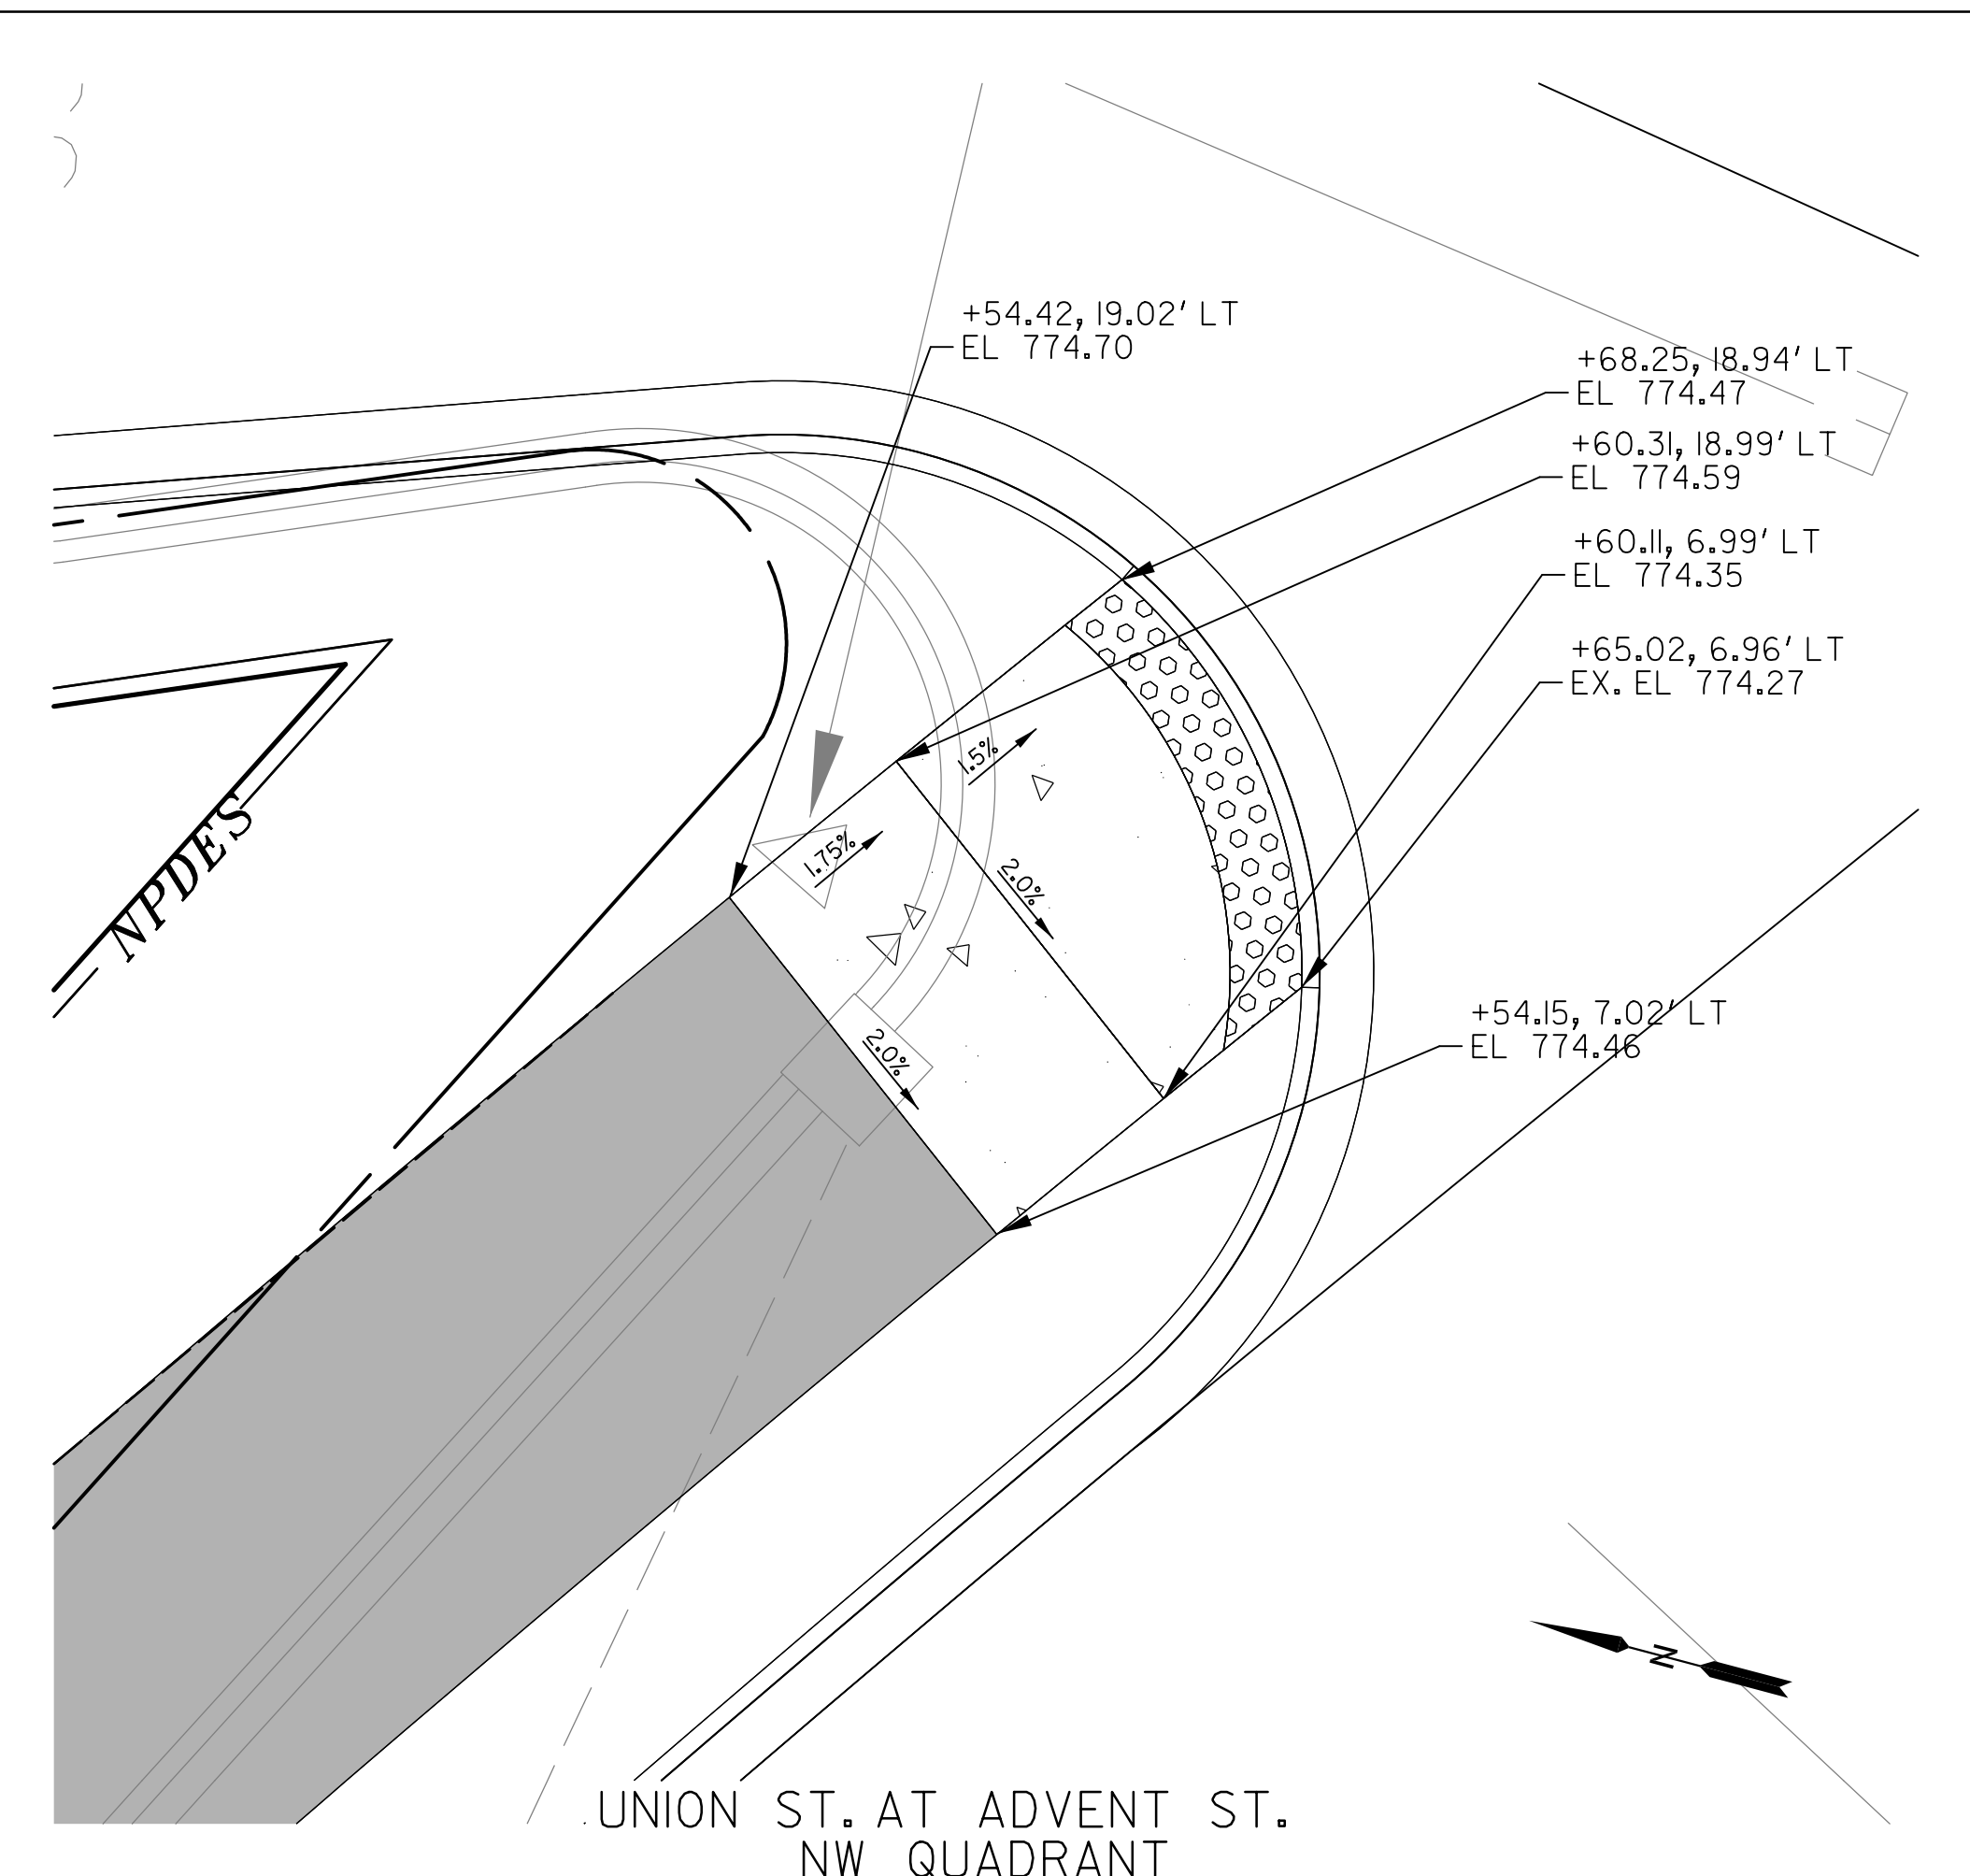 +54.42, 19.02' LT
EL 774.70
+68.25, 18.94' LT
EL 774.47
+60.31, 18.99' LT
EL 774.59
+60.11, 6.99' LT
EL 774.35
+65.02, 6.96' LT
EX. EL 774.27
1.5%
1.75%
2.0%
NPDES
+54.15, 7.02' LT
EL 774.46
2.0%
N
UNION ST. AT ADVENT ST.
NW QUADRANT